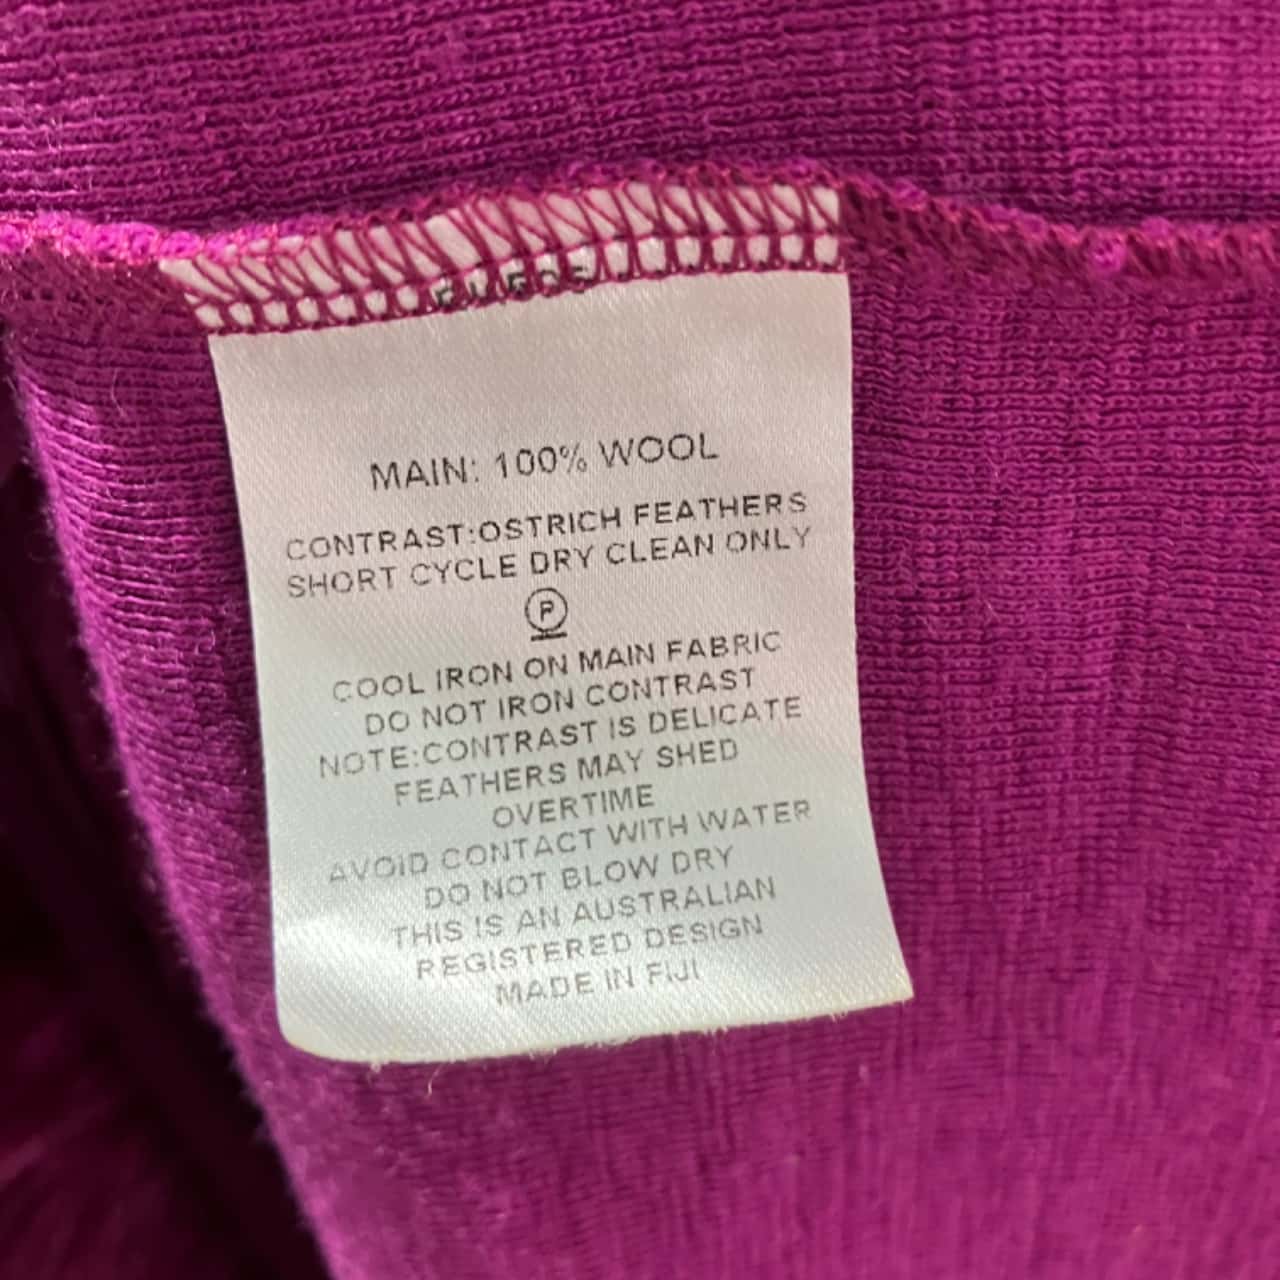 MAIN: 100% WOOL
CONTRAST:OSTRICH FEATHERS
SHORT CYCLE DRY CLEAN ONLY
P
COOL IRON ON MAIN FABRIC
DO NOT IRON CONTRAST
NOTE:CONTRAST IS DELICATE
FEATHERS MAY SHED
OVERTIME
AVOID CONTACT WITH WATER
DO NOT BLOW DRY
THIS IS AN AUSTRALIAN
REGISTERED DESIGN
MADE IN FIJI